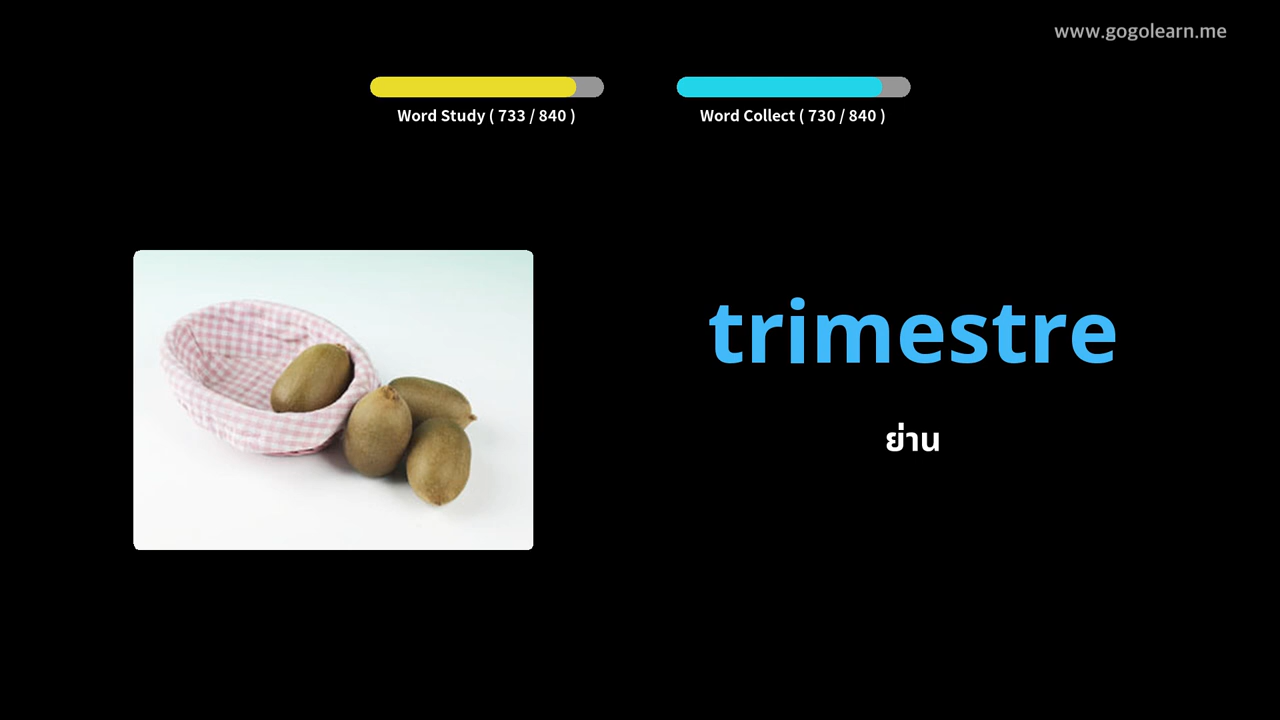 www.gogolearn.me
Word Study ( 733 / 840 )
Word Collect ( 730 / 840 )
trimestre
ย่าน